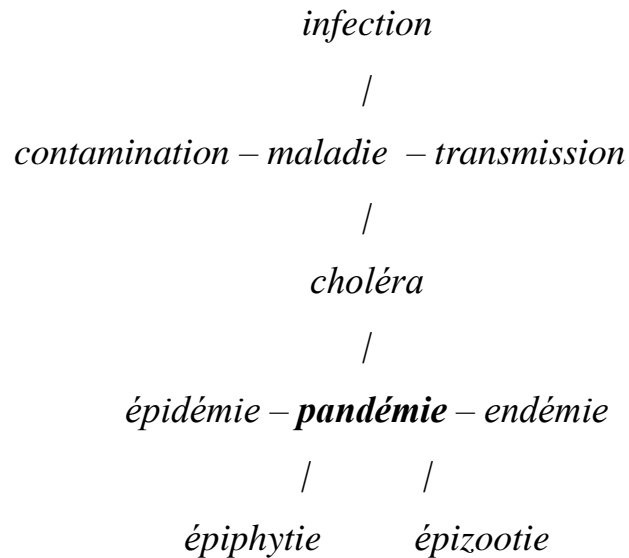 infection
/
contamination – maladie – transmission
/
choléra
/
épidémie – pandémie – endémie
/ /
épiphytie épizootie